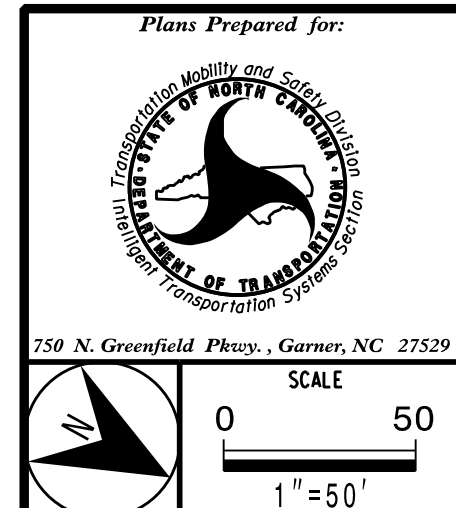 Plans Prepared for:
Transportation Mobility and Safety Division
STATE OF NORTH CAROLINA
DEPARTMENT OF TRANSPORTATION
Intelligent Transportation Systems Section
750 N. Greenfield Pkwy. , Garner, NC 27529
N
SCALE
0 50
1"=50'